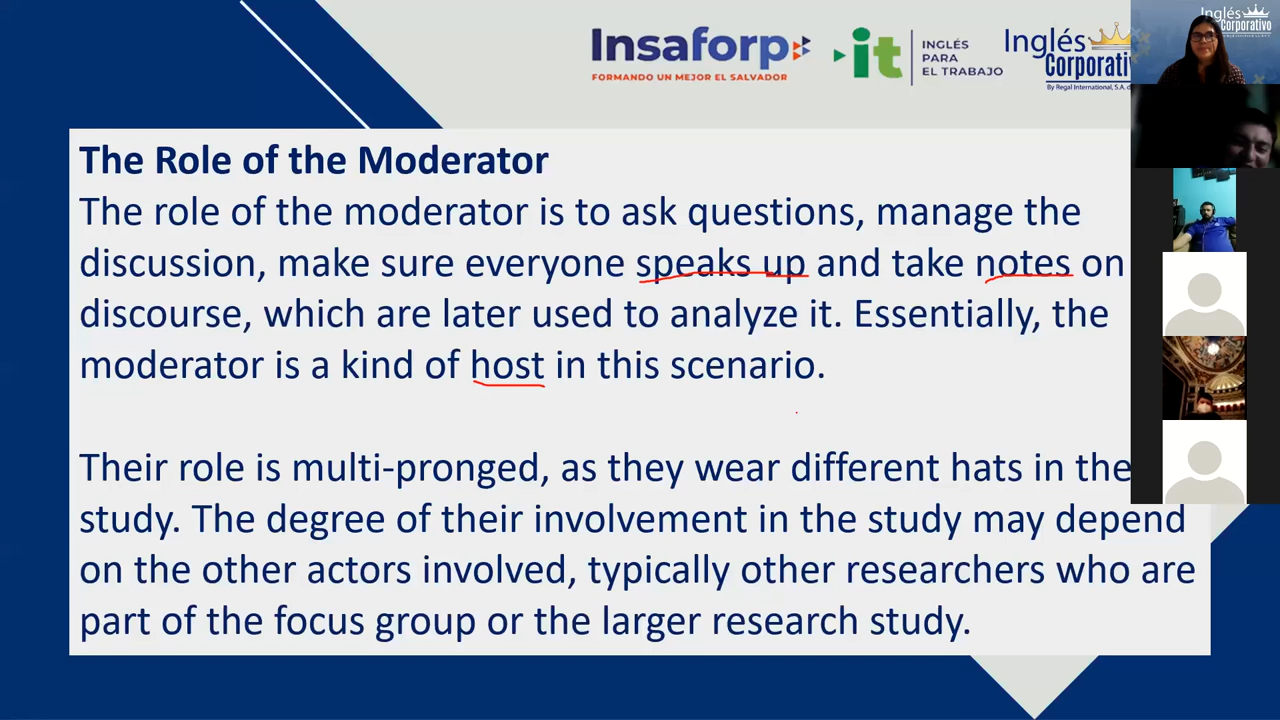 Insaforp
FORMANDO UN MEJOR EL SALVADOR
it
INGLÉS
PARA
EL TRABAJO
Inglés
Corporativ
By Regal International, S.A. d
Inglés
Corporativo
The Role of the Moderator
The role of the moderator is to ask questions, manage the
discussion, make sure everyone speaks up and take notes on
discourse, which are later used to analyze it. Essentially, the
moderator is a kind of host in this scenario.
Their role is multi-pronged, as they wear different hats in the
study. The degree of their involvement in the study may depend
on the other actors involved, typically other researchers who are
part of the focus group or the larger research study.